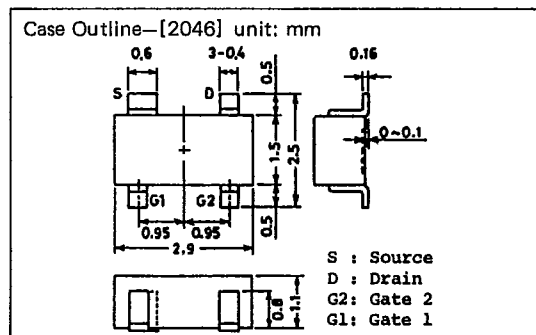 Case Outline—[2046] unit: mm
0.6
3-0.4
0.5
0.16
S
D
1.5
2.5
0~0.1
G1
G2
0.95
0.95
0.5
2.9
S : Source
D : Drain
G2: Gate 2
G1: Gate 1
0.8
1.1